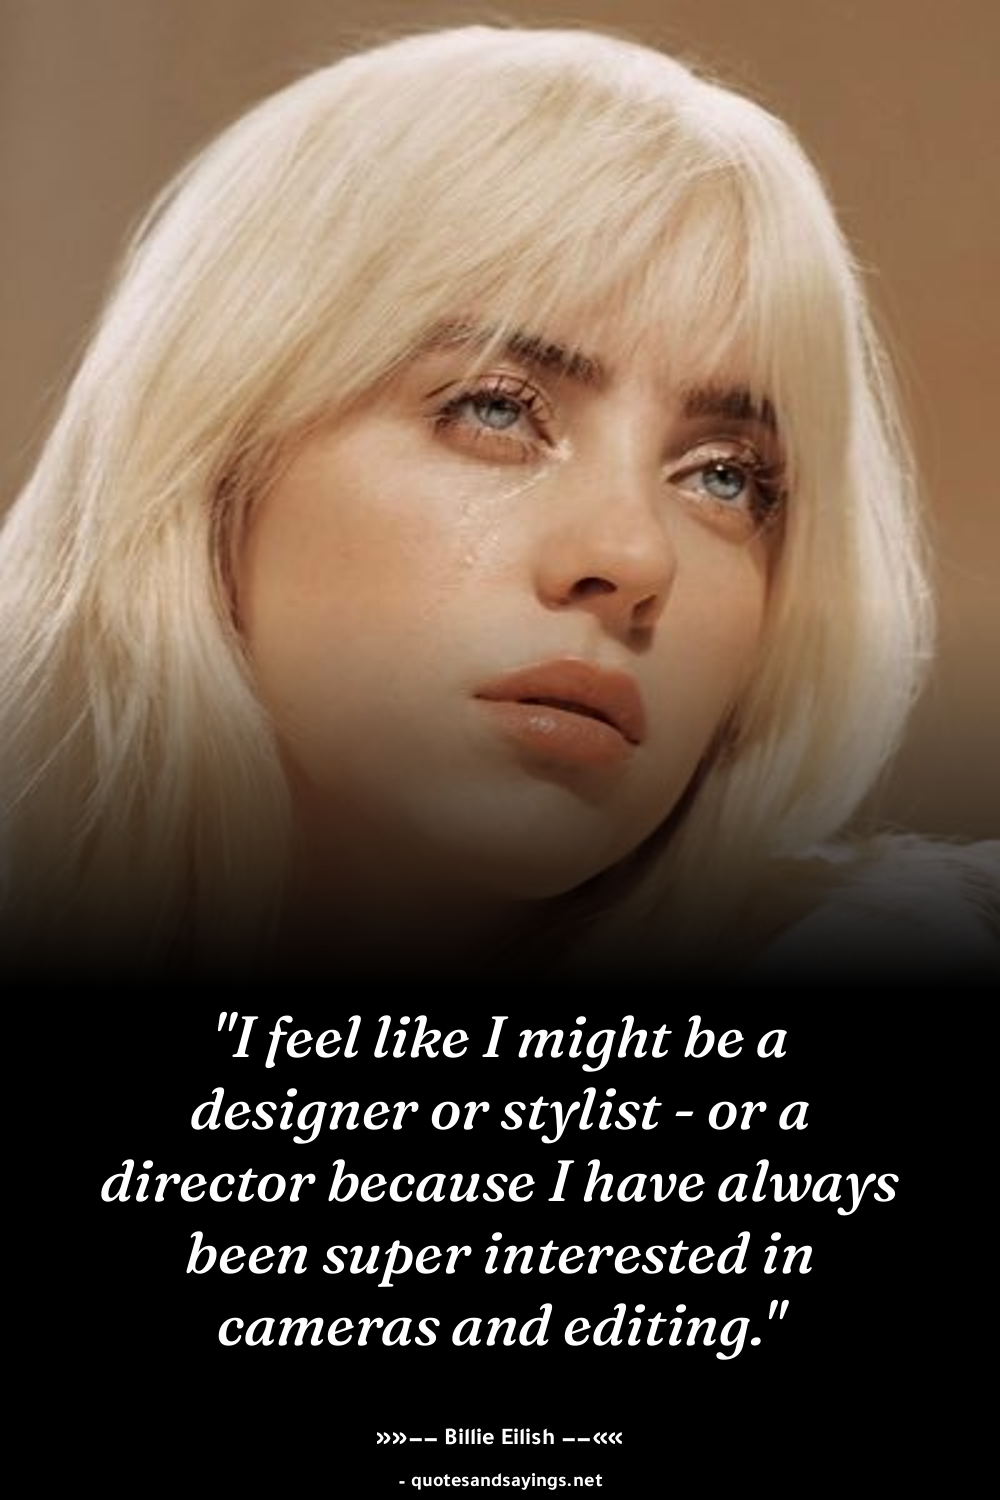 "I feel like I might be a
designer or stylist - or a
director because I have always
been super interested in
cameras and editing."
»»−− Billie Eilish −−««
- quotesandsayings.net